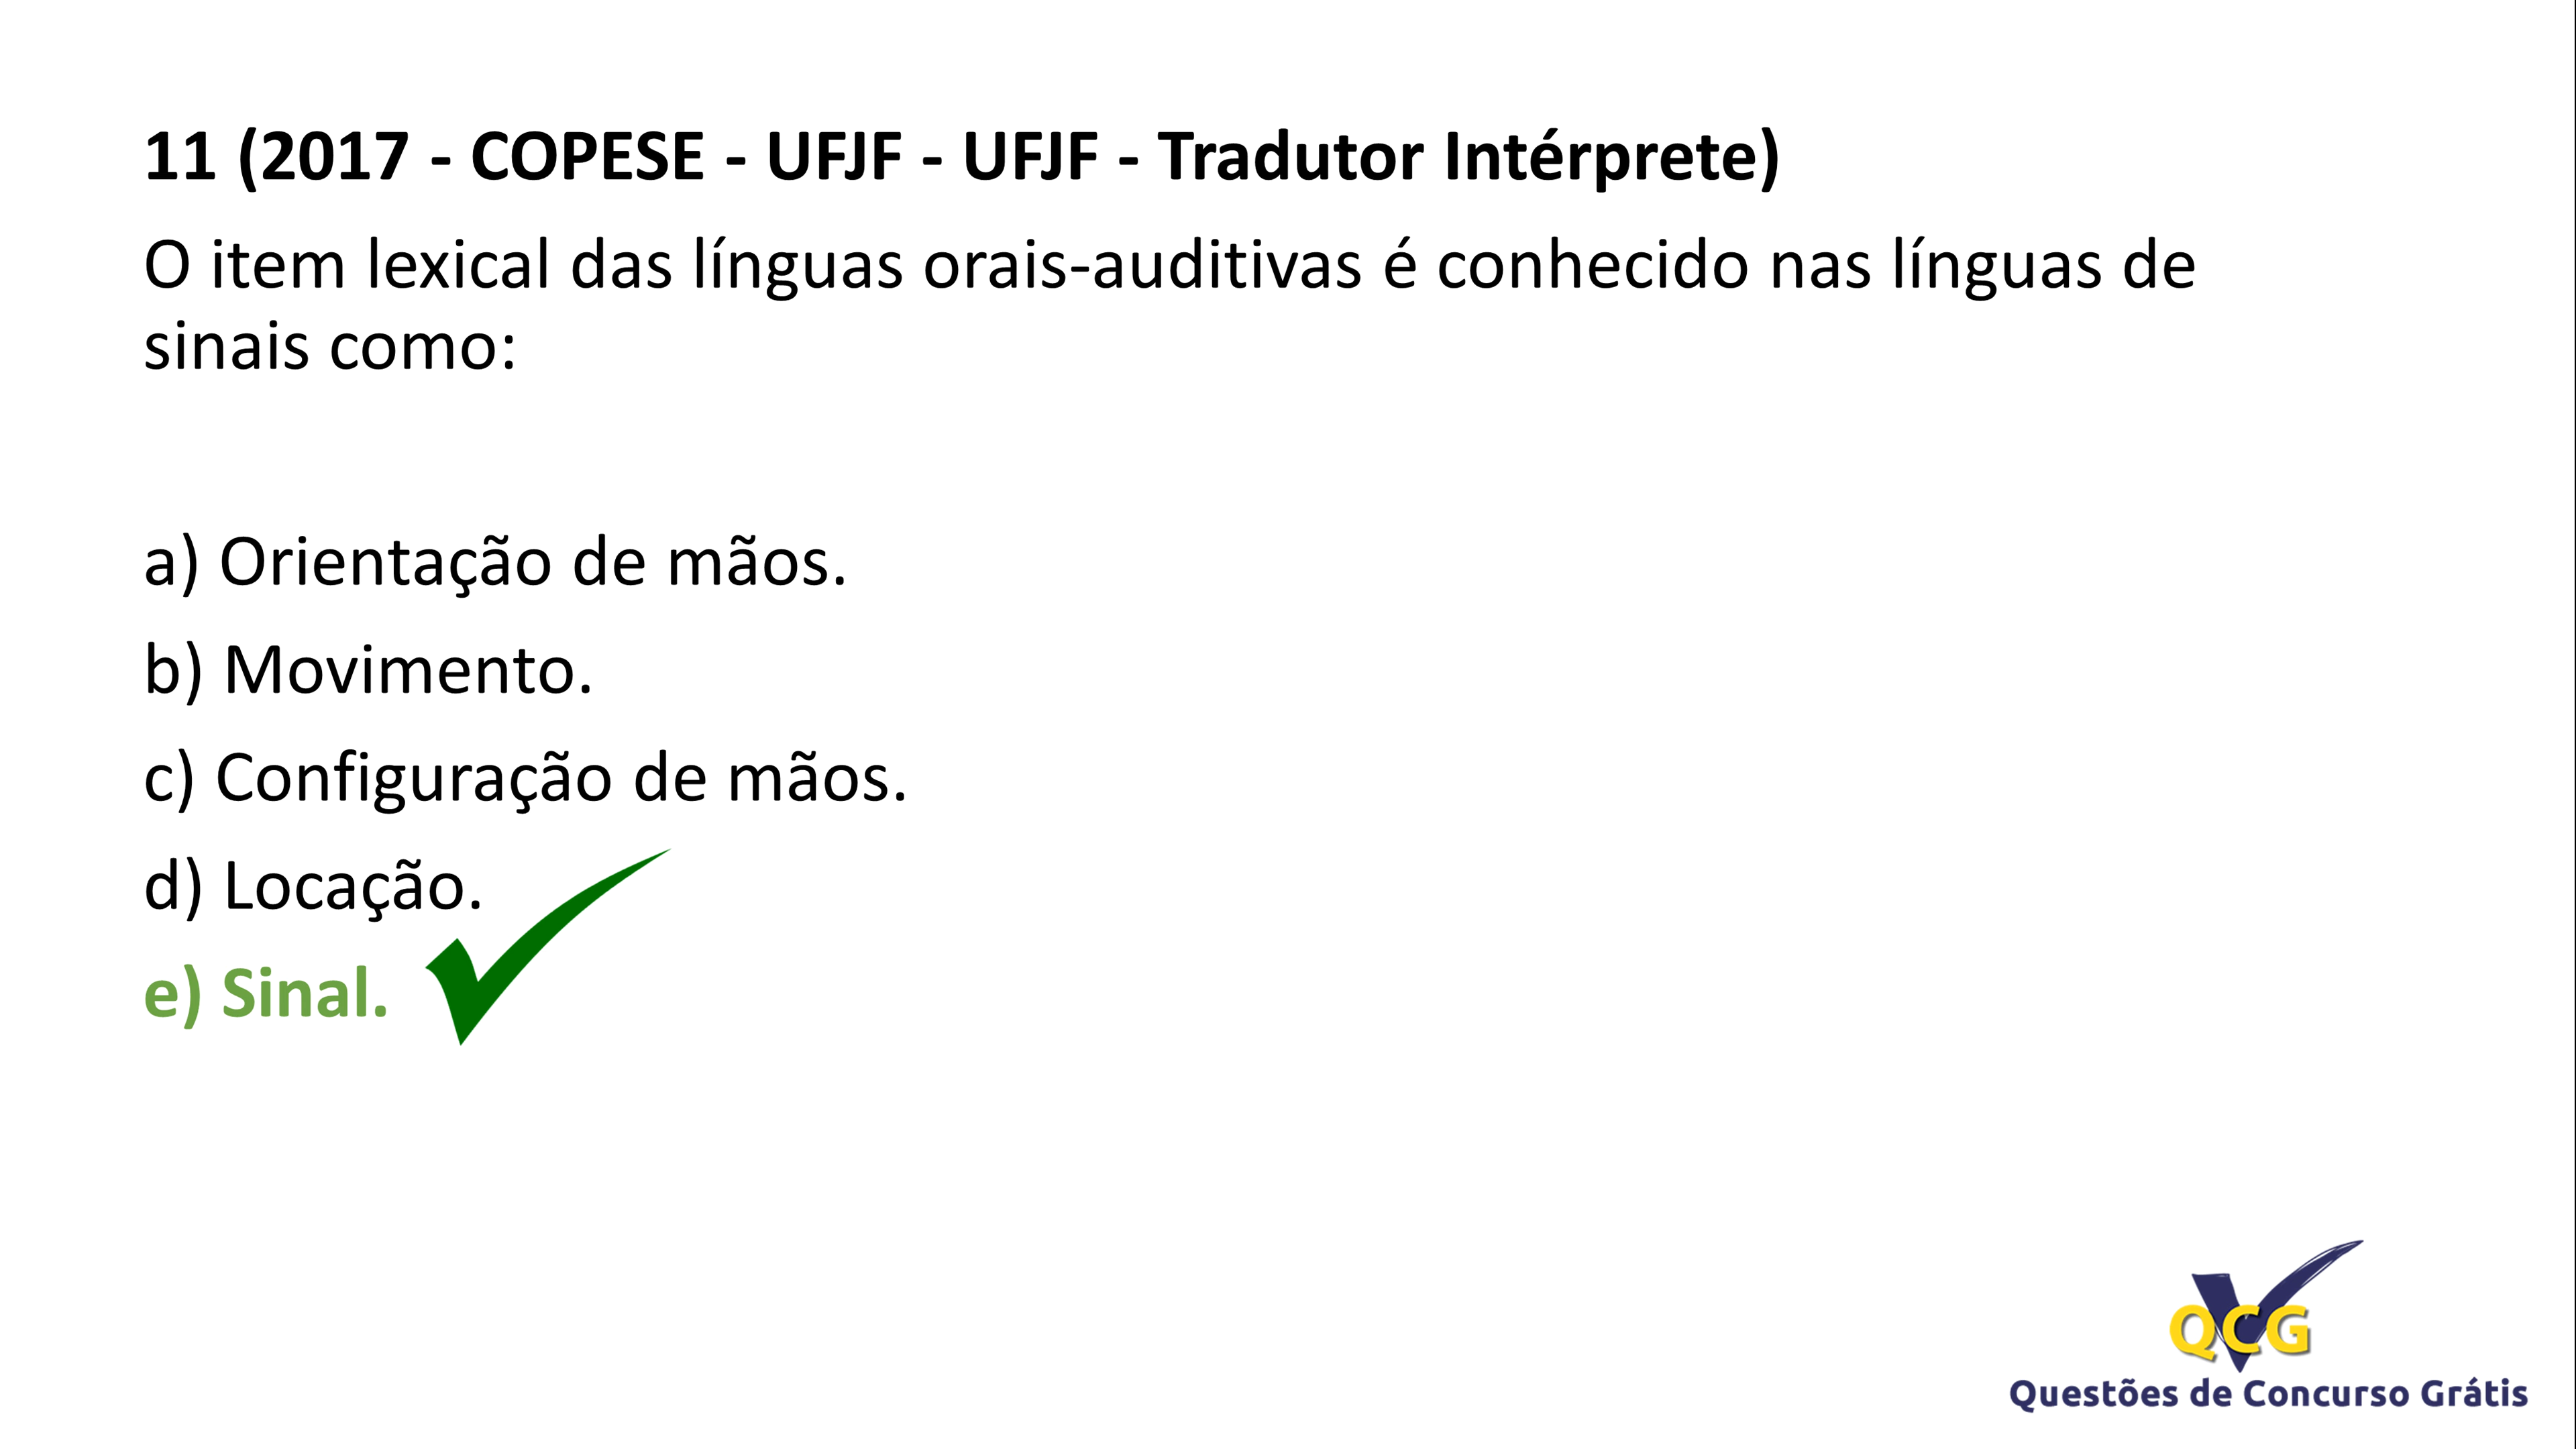 11 (2017 - COPESE - UFJF - UFJF - Tradutor Intérprete)
O item lexical das línguas orais-auditivas é conhecido nas línguas de
sinais como:
a) Orientação de mãos.
b) Movimento.
c) Configuração de mãos.
d) Locação.
e) Sinal.
QCG
Questões de Concurso Grátis